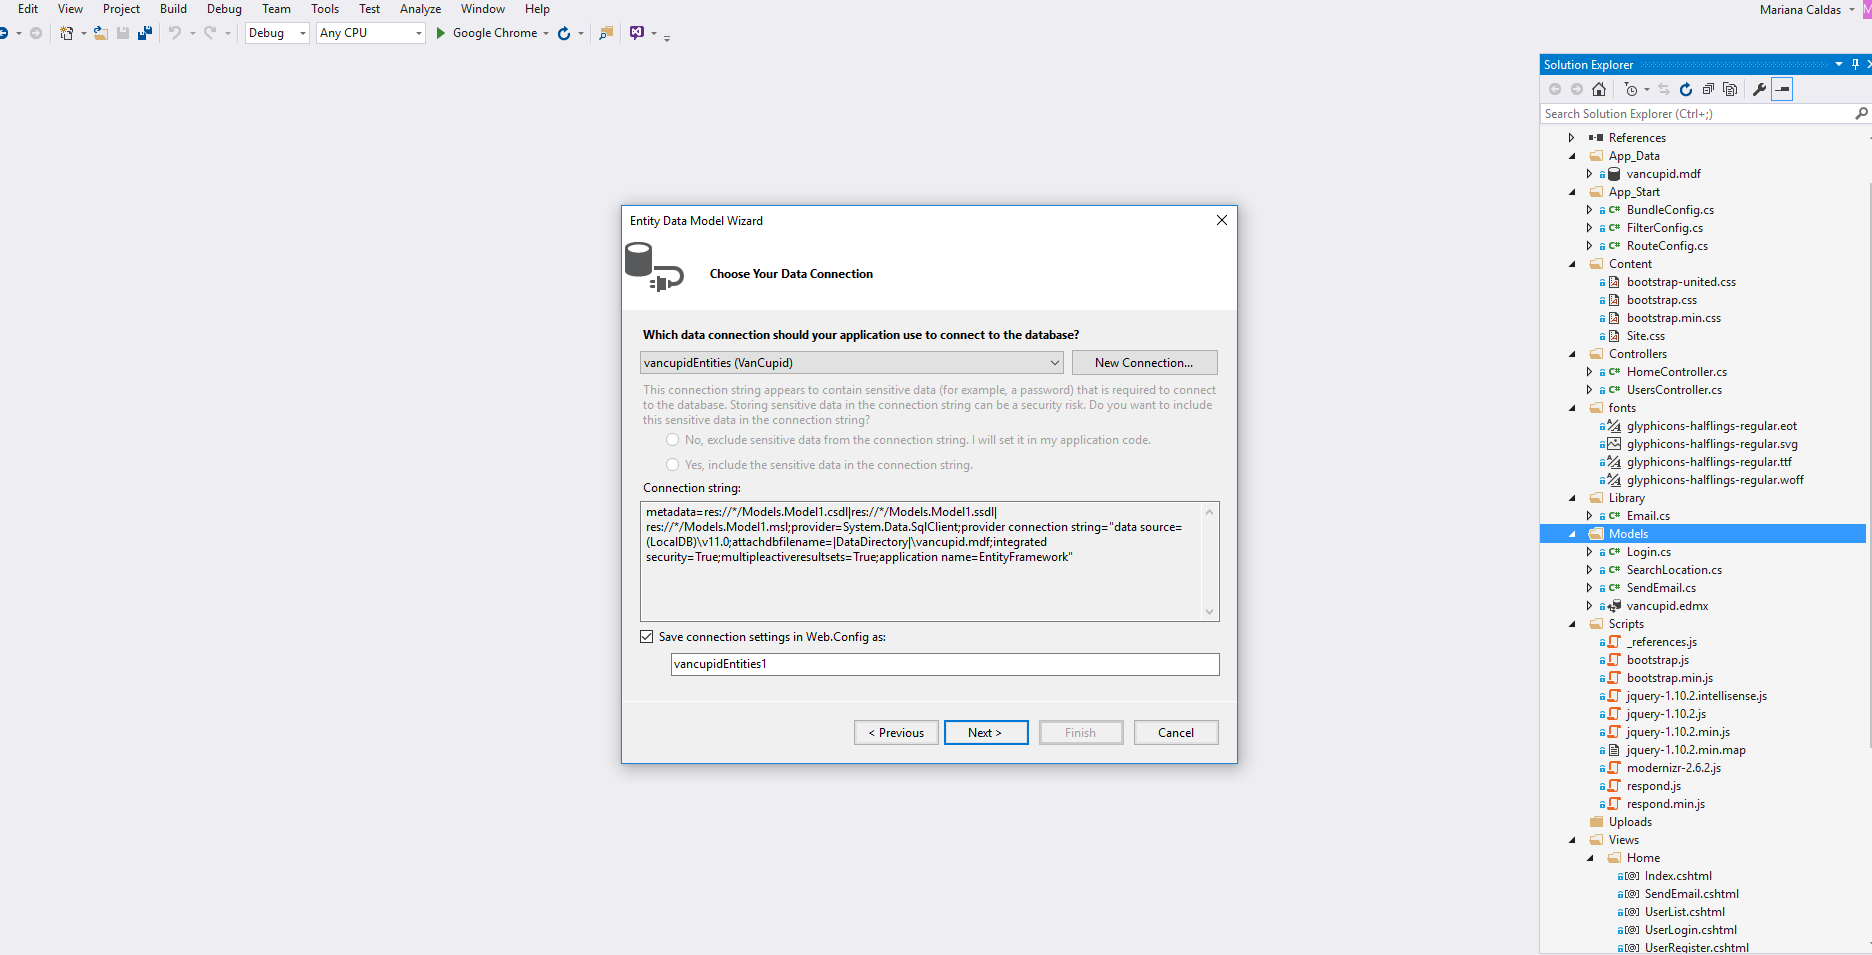 Edit View Project Build Debug Team Tools Test Analyze Window Help
Mariana Caldas
Debug Any CPU Google Chrome
Solution Explorer
Search Solution Explorer (Ctrl+;)
References
App_Data
vancupid.mdf
App_Start
BundleConfig.cs
FilterConfig.cs
RouteConfig.cs
Content
bootstrap-united.css
bootstrap.css
bootstrap.min.css
Site.css
Controllers
HomeController.cs
UsersController.cs
fonts
glyphicons-halflings-regular.eot
glyphicons-halflings-regular.svg
glyphicons-halflings-regular.ttf
glyphicons-halflings-regular.woff
Library
Email.cs
Models
Login.cs
SearchLocation.cs
SendEmail.cs
vancupid.edmx
Scripts
_references.js
bootstrap.js
bootstrap.min.js
jquery-1.10.2.intellisense.js
jquery-1.10.2.js
jquery-1.10.2.min.js
jquery-1.10.2.min.map
modernizr-2.6.2.js
respond.js
respond.min.js
Uploads
Views
Home
Index.cshtml
SendEmail.cshtml
UserList.cshtml
UserLogin.cshtml
UserRegister.cshtml
Entity Data Model Wizard
Choose Your Data Connection
Which data connection should your application use to connect to the database?
vancupidEntities (VanCupid)
New Connection...
This connection string appears to contain sensitive data (for example, a password) that is required to connect
to the database. Storing sensitive data in the connection string can be a security risk. Do you want to include
this sensitive data in the connection string?
No, exclude sensitive data from the connection string. I will set it in my application code.
Yes, include the sensitive data in the connection string.
Connection string:
metadata=res://*/Models.Model1.csdl|res://*/Models.Model1.ssdl|
res://*/Models.Model1.msl;provider=System.Data.SqlClient;provider connection string="data source=
(LocalDB)\v11.0;attachdbfilename=|DataDirectory|\vancupid.mdf;integrated
security=True;multipleactiveresultsets=True;application name=EntityFramework"
Save connection settings in Web.Config as:
vancupidEntities1
< Previous Next > Finish Cancel